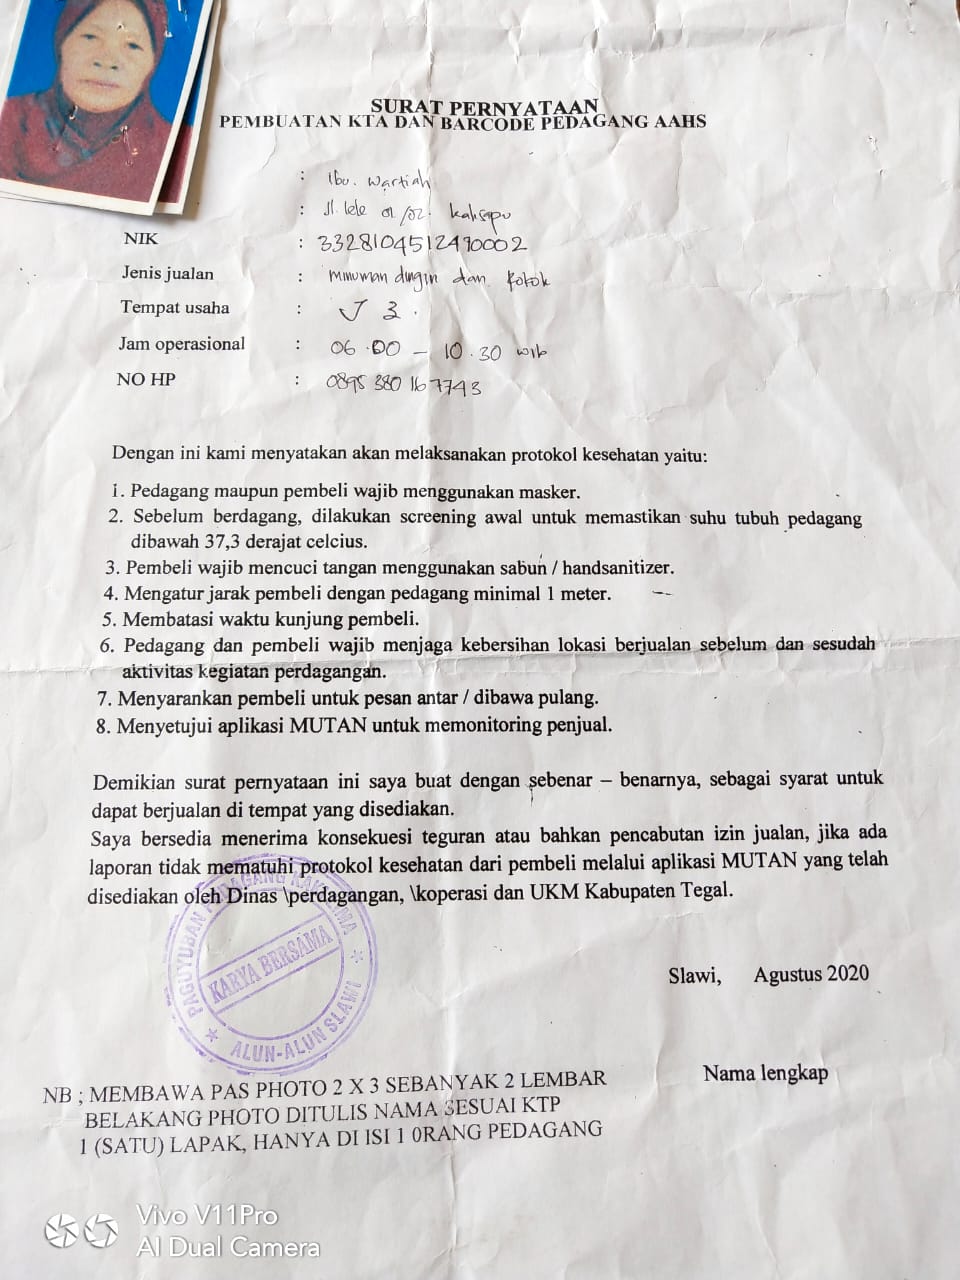 SURAT PERNYATAAN
PEMBUATAN KTA DAN BARCODE PEDAGANG AAHS
: Ibu. Wartiah
: Jl. lele 01/02. Kalisapu
NIK : 3328104512490002
Jenis jualan : minuman dingin dan Rokok
Tempat usaha : J 3.
Jam operasional : 06.00 – 10.30 wib
NO HP : 0895 380 167743
Dengan ini kami menyatakan akan melaksanakan protokol kesehatan yaitu:
1. Pedagang maupun pembeli wajib menggunakan masker.
2. Sebelum berdagang, dilakukan screening awal untuk memastikan suhu tubuh pedagang
dibawah 37,3 derajat celcius.
3. Pembeli wajib mencuci tangan menggunakan sabun / handsanitizer.
4. Mengatur jarak pembeli dengan pedagang minimal 1 meter.
5. Membatasi waktu kunjung pembeli.
6. Pedagang dan pembeli wajib menjaga kebersihan lokasi berjualan sebelum dan sesudah
aktivitas kegiatan perdagangan.
7. Menyarankan pembeli untuk pesan antar / dibawa pulang.
8. Menyetujui aplikasi MUTAN untuk memonitoring penjual.
Demikian surat pernyataan ini saya buat dengan sebenar – benarnya, sebagai syarat untuk
dapat berjualan di tempat yang disediakan.
Saya bersedia menerima konsekuesi teguran atau bahkan pencabutan izin jualan, jika ada
laporan tidak mematuhi protokol kesehatan dari pembeli melalui aplikasi MUTAN yang telah
disediakan oleh Dinas \perdagangan, \koperasi dan UKM Kabupaten Tegal.
PAGUYUBAN PEDAGANG KAKI LIMA
KARYA BERSAMA
ALUN-ALUN SLAWI
Slawi, Agustus 2020
Nama lengkap
NB ; MEMBAWA PAS PHOTO 2 X 3 SEBANYAK 2 LEMBAR
BELAKANG PHOTO DITULIS NAMA SESUAI KTP
1 (SATU) LAPAK, HANYA DI ISI 1 0RANG PEDAGANG
Vivo V11Pro
AI Dual Camera